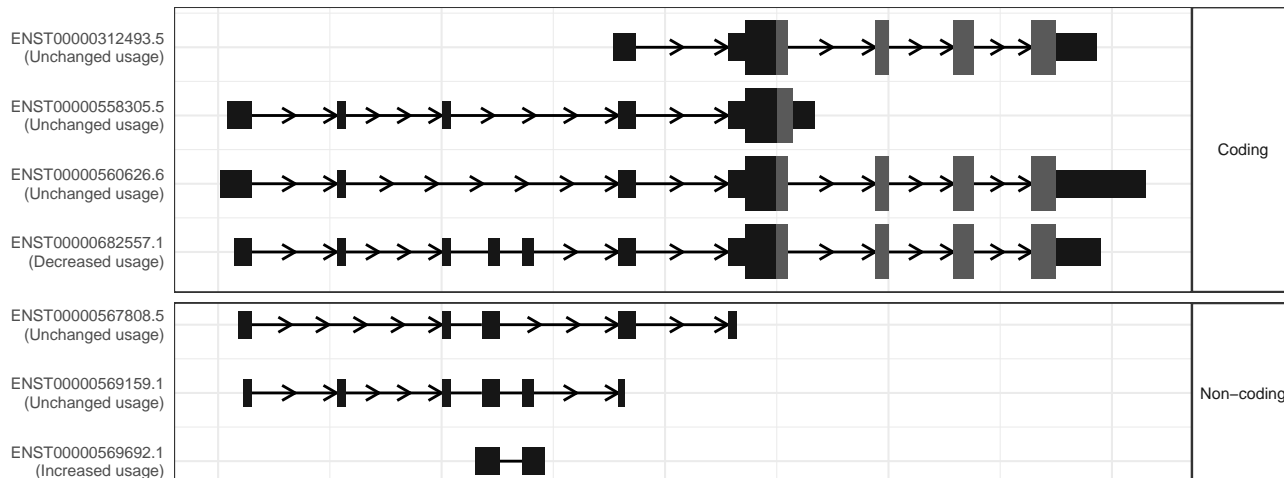 ENST00000312493.5
(Unchanged usage)
ENST00000558305.5
(Unchanged usage)
ENST00000560626.6
(Unchanged usage)
ENST00000682557.1
(Decreased usage)
Coding
ENST00000567808.5
(Unchanged usage)
ENST00000569159.1
(Unchanged usage)
ENST00000569692.1
(Increased usage)
Non−coding